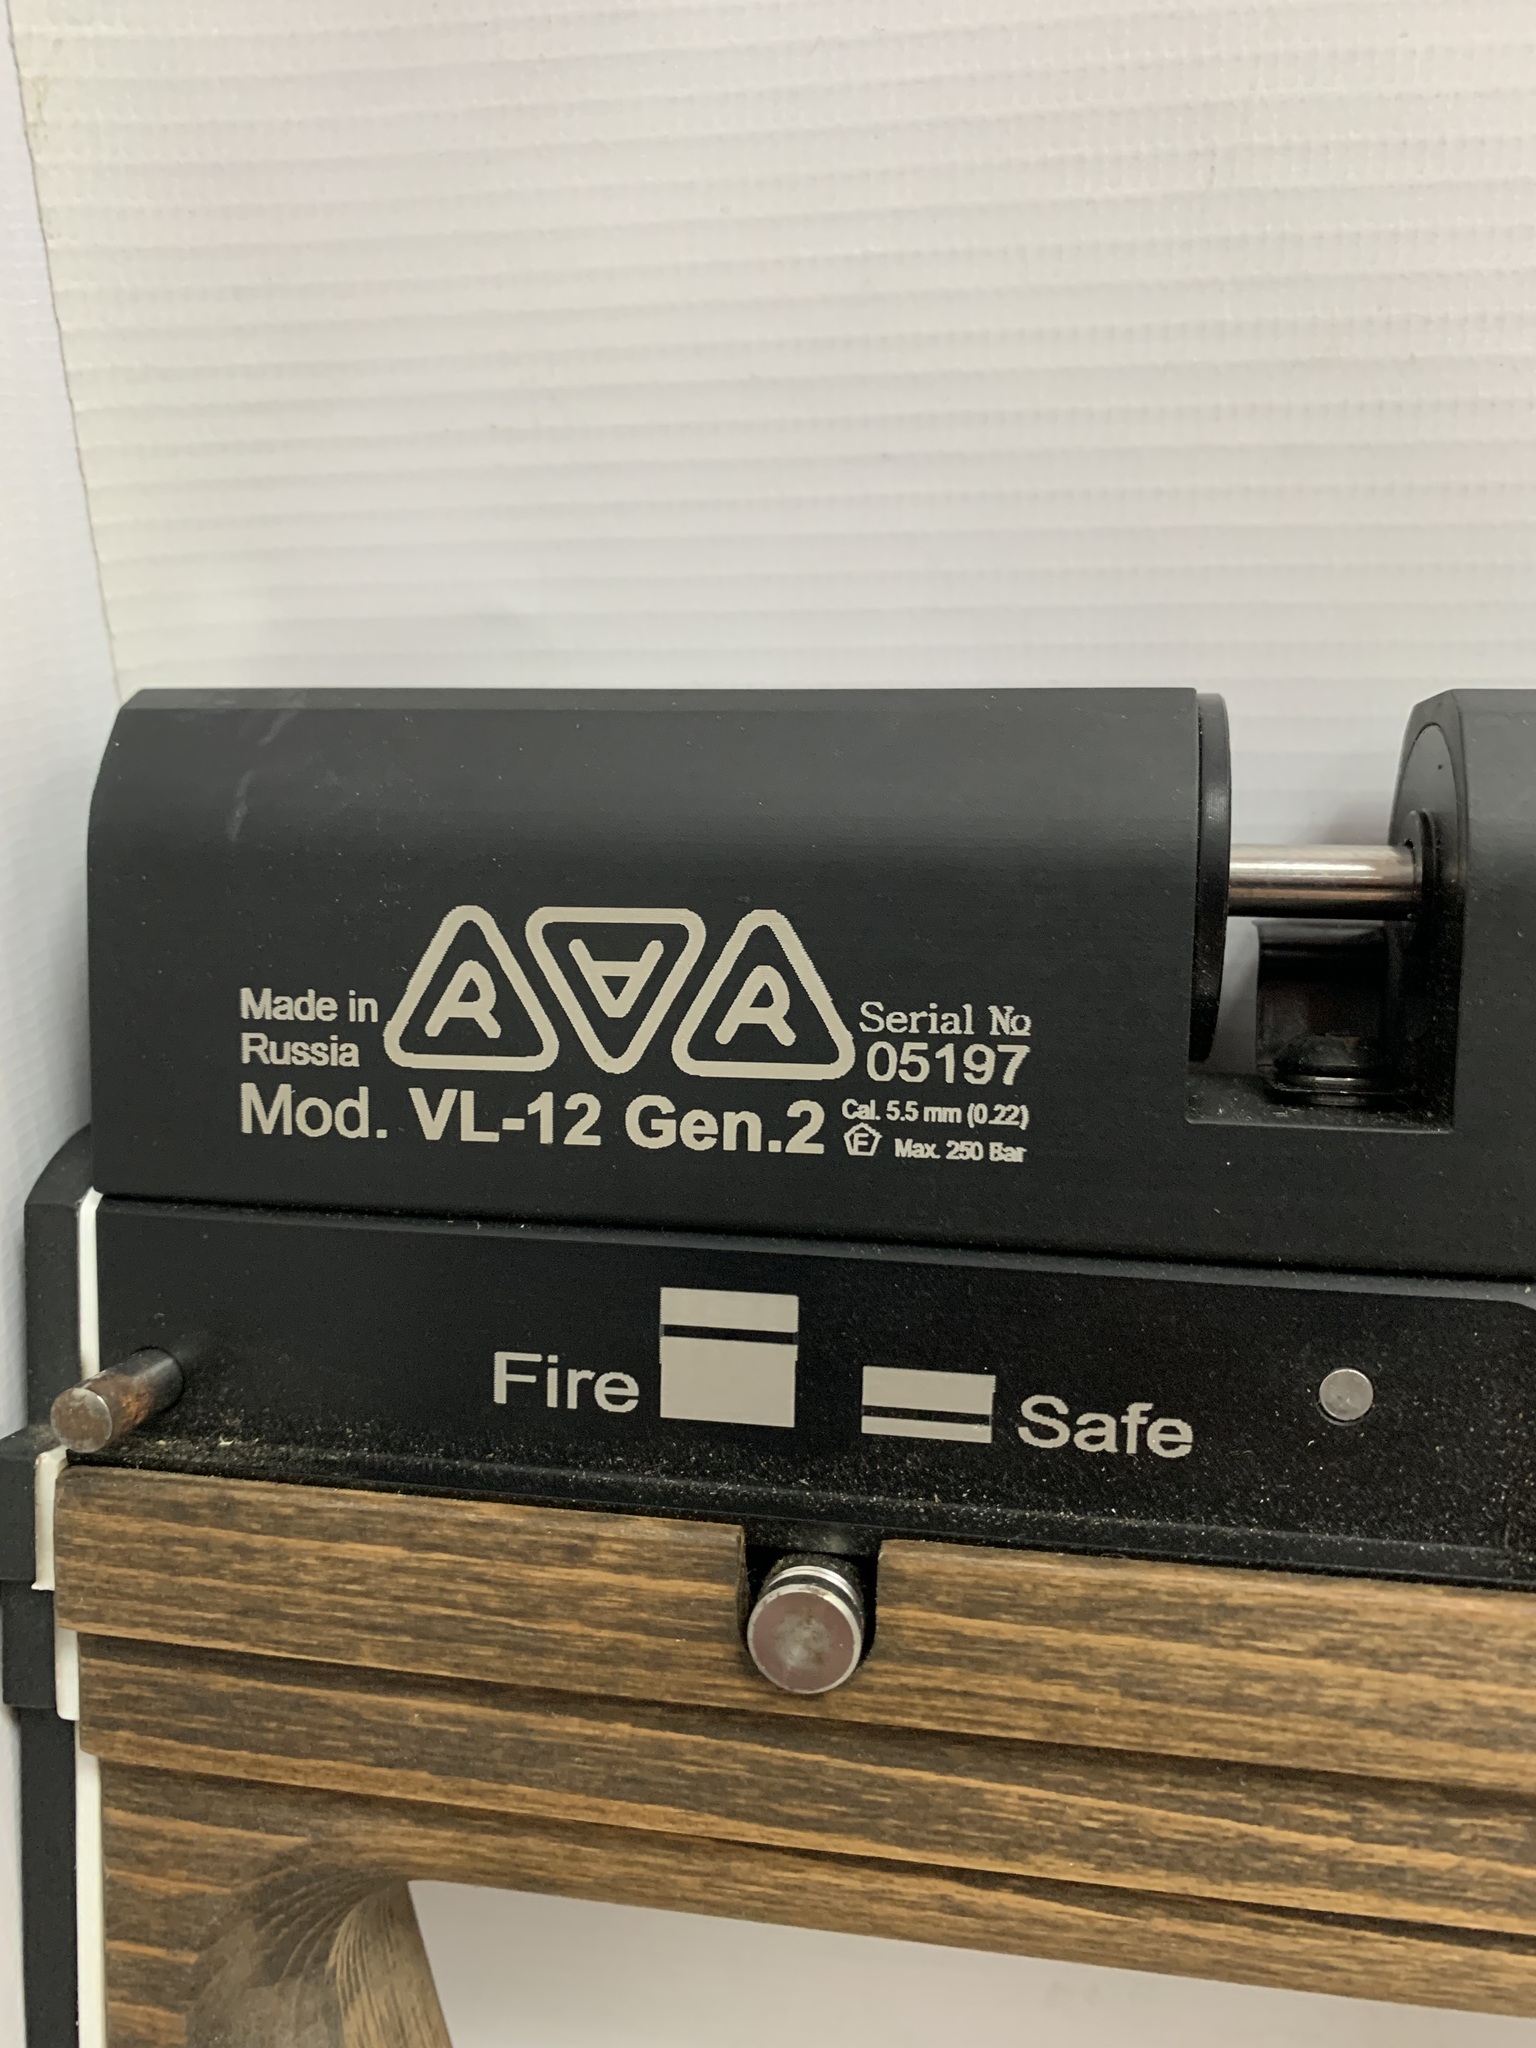 Made in
Russia
RAR
Serial No
05197
Mod. VL-12 Gen.2
Cal. 5.5 mm (0.22)
F Max. 250 Bar
Fire
Safe